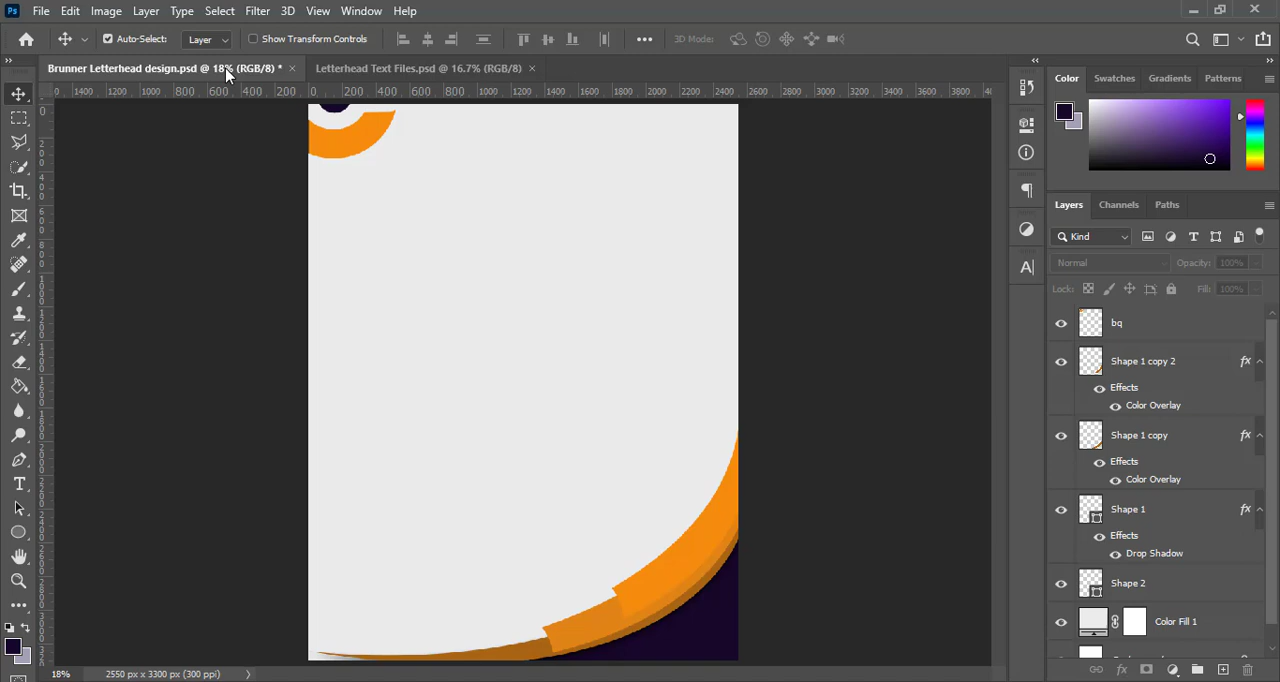 Ps File Edit Image Layer Type Select Filter 3D View Window Help
Auto-Select: Layer Show Transform Controls 3D Mode:
Brunner Letterhead design.psd @ 18% (RGB/8) * × Letterhead Text Files.psd @ 16.7% (RGB/8) ×
1400 1200 1000 800 600 400 200 0 200 400 600 800 1000 1200 1400 1600 1800 2000 2200 2400 2600 2800 3000 3200 3400 3600 3800
Color Swatches Gradients Patterns
Layers Channels Paths
Kind
Normal Opacity: 100%
Lock: Fill: 100%
bq
Shape 1 copy 2 fx
Effects
Color Overlay
Shape 1 copy fx
Effects
Color Overlay
Shape 1 fx
Effects
Drop Shadow
Shape 2
Color Fill 1
18% 2550 px x 3300 px (300 ppi)